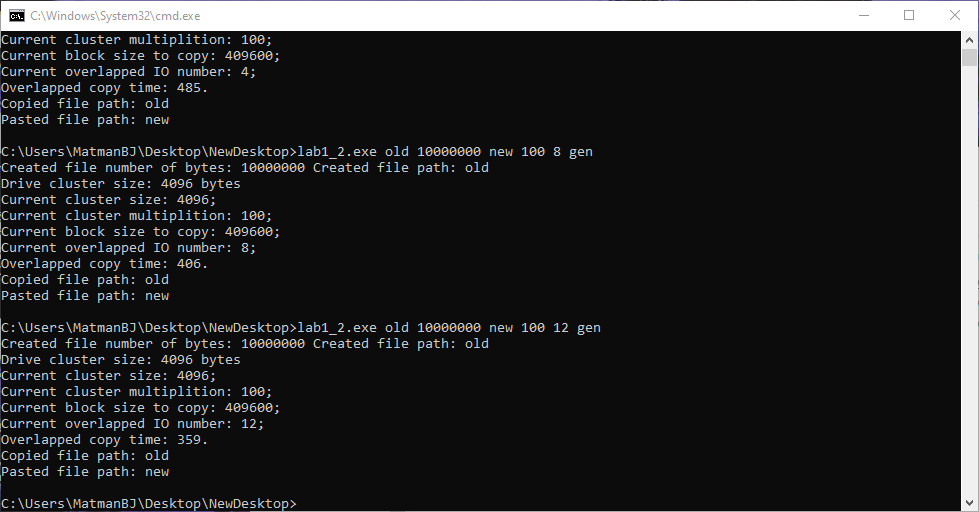 C:\Windows\System32\cmd.exe
Current cluster multiplition: 100;
Current block size to copy: 409600;
Current overlapped IO number: 4;
Overlapped copy time: 485.
Copied file path: old
Pasted file path: new
C:\Users\MatmanBJ\Desktop\NewDesktop>lab1_2.exe old 10000000 new 100 8 gen
Created file number of bytes: 10000000 Created file path: old
Drive cluster size: 4096 bytes
Current cluster size: 4096;
Current cluster multiplition: 100;
Current block size to copy: 409600;
Current overlapped IO number: 8;
Overlapped copy time: 406.
Copied file path: old
Pasted file path: new
C:\Users\MatmanBJ\Desktop\NewDesktop>lab1_2.exe old 10000000 new 100 12 gen
Created file number of bytes: 10000000 Created file path: old
Drive cluster size: 4096 bytes
Current cluster size: 4096;
Current cluster multiplition: 100;
Current block size to copy: 409600;
Current overlapped IO number: 12;
Overlapped copy time: 359.
Copied file path: old
Pasted file path: new
C:\Users\MatmanBJ\Desktop\NewDesktop>